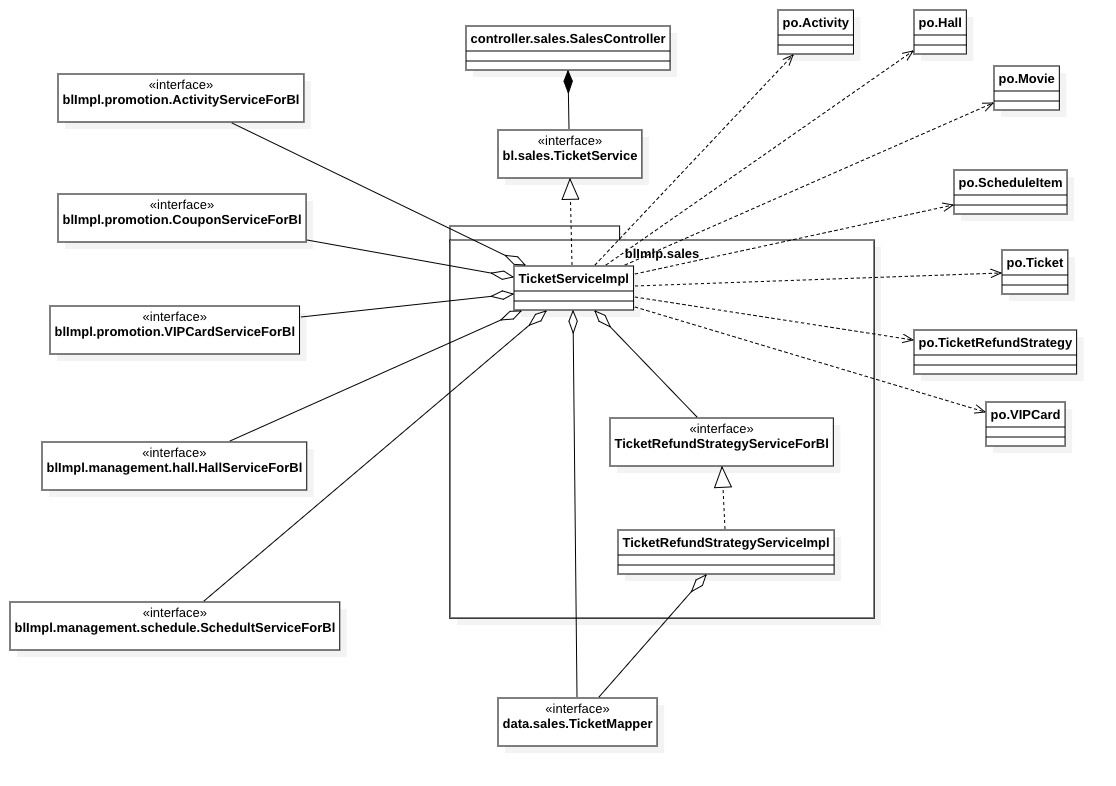 po.Activity
po.Hall
controller.sales.SalesController
po.Movie
«interface»
blImpl.promotion.ActivityServiceForBl
«interface»
bl.sales.TicketService
po.ScheduleItem
«interface»
blImpl.promotion.CouponServiceForBl
blImlp.sales
po.Ticket
TicketServiceImpl
«interface»
blImpl.promotion.VIPCardServiceForBl
po.TicketRefundStrategy
po.VIPCard
«interface»
TicketRefundStrategyServiceForBl
«interface»
blImpl.management.hall.HallServiceForBl
TicketRefundStrategyServiceImpl
«interface»
blImpl.management.schedule.SchedultServiceForBl
«interface»
data.sales.TicketMapper